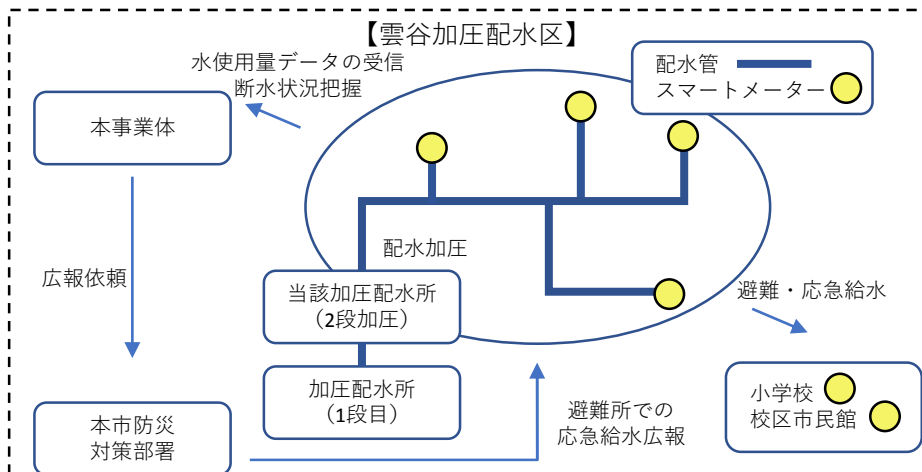 【雲谷加圧配水区】
水使用量データの受信
断水状況把握
配水管
スマートメーター
本事業体
配水加圧
広報依頼
当該加圧配水所
（2段加圧）
避難・応急給水
加圧配水所
（1段目）
避難所での
応急給水広報
小学校
校区市民館
本市防災
対策部署